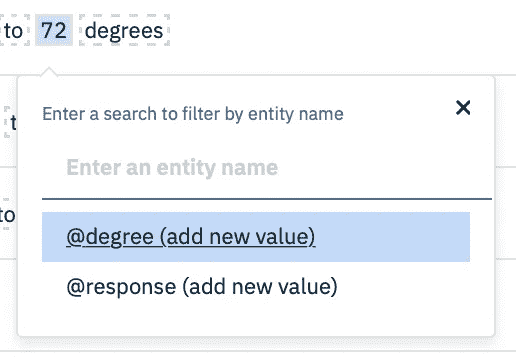 to 72 degrees
Enter a search to filter by entity name
Enter an entity name
@degree (add new value)
to
@response (add new value)